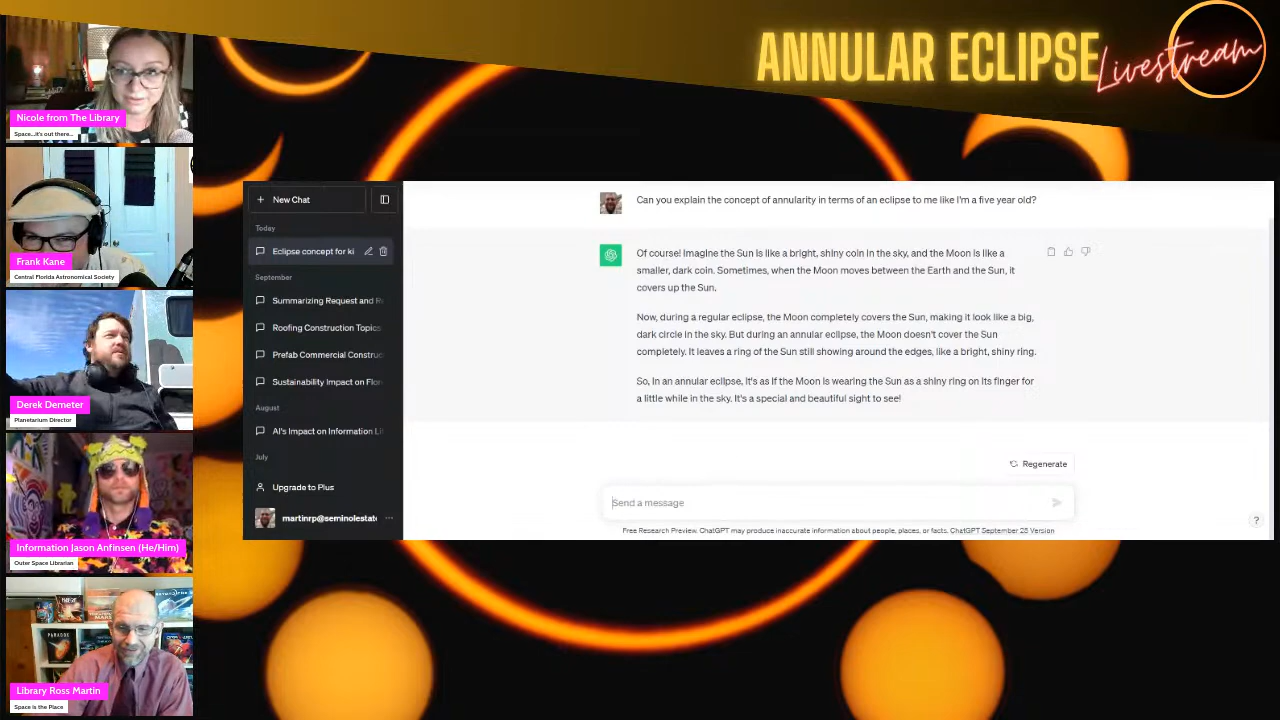 ANNULAR ECLIPSE
Livestream
Nicole from The Library
Space...it's out there...
Frank Kane
Central Florida Astronomical Society
Derek Demeter
Planetarium Director
Information Jason Anfinsen (He/Him)
Outer Space Librarian
PARADOX
Library Ross Martin
Space is the Place
+ New Chat
Today
Eclipse concept for ki
September
Summarizing Request and R
Roofing Construction Topics
Prefab Commercial Construc
Sustainability Impact on Flor
August
AI's Impact on Information Li
July
Upgrade to Plus
martinrp@seminolestat
Can you explain the concept of annularity in terms of an eclipse to me like I'm a five year old?
Of course! Imagine the Sun is like a bright, shiny coin in the sky, and the Moon is like a
smaller, dark coin. Sometimes, when the Moon moves between the Earth and the Sun, it
covers up the Sun.
Now, during a regular eclipse, the Moon completely covers the Sun, making it look like a big,
dark circle in the sky. But during an annular eclipse, the Moon doesn't cover the Sun
completely. It leaves a ring of the Sun still showing around the edges, like a bright, shiny ring.
So, in an annular eclipse, it's as if the Moon is wearing the Sun as a shiny ring on its finger for
a little while in the sky. It's a special and beautiful sight to see!
Regenerate
Send a message
Free Research Preview. ChatGPT may produce inaccurate information about people, places, or facts. ChatGPT September 25 Version
?